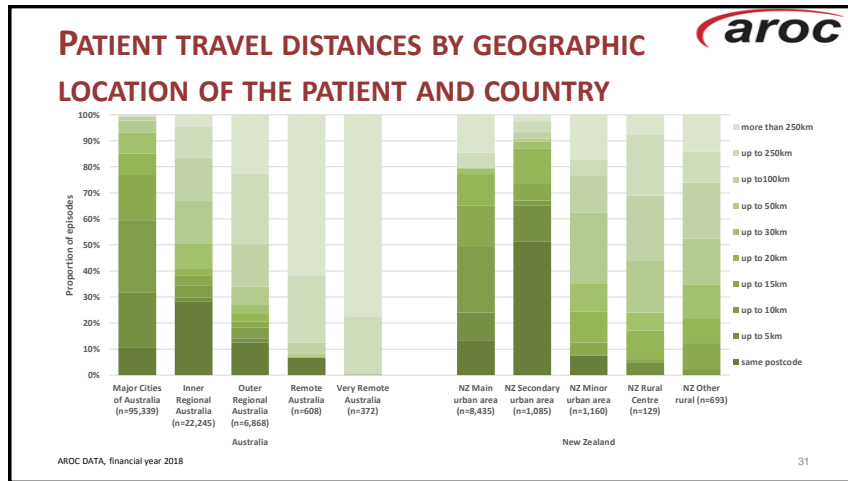 aroc
PATIENT TRAVEL DISTANCES BY GEOGRAPHIC
LOCATION OF THE PATIENT AND COUNTRY
Proportion of episodes
100%
90%
80%
70%
60%
50%
40%
30%
20%
10%
0%
Major Cities
of Australia
(n=95,339)
Inner
Regional
Australia
(n=22,245)
Outer
Regional
Australia
(n=6,868)
Remote
Australia
(n=608)
Very Remote
Australia
(n=372)
NZ Main
urban area
(n=8,435)
NZ Secondary
urban area
(n=1,085)
NZ Minor
urban area
(n=1,160)
NZ Rural
Centre
(n=129)
NZ Other
rural (n=693)
Australia
New Zealand
more than 250km
up to 250km
up to100km
up to 50km
up to 30km
up to 20km
up to 15km
up to 10km
up to 5km
same postcode
AROC DATA, financial year 2018
31